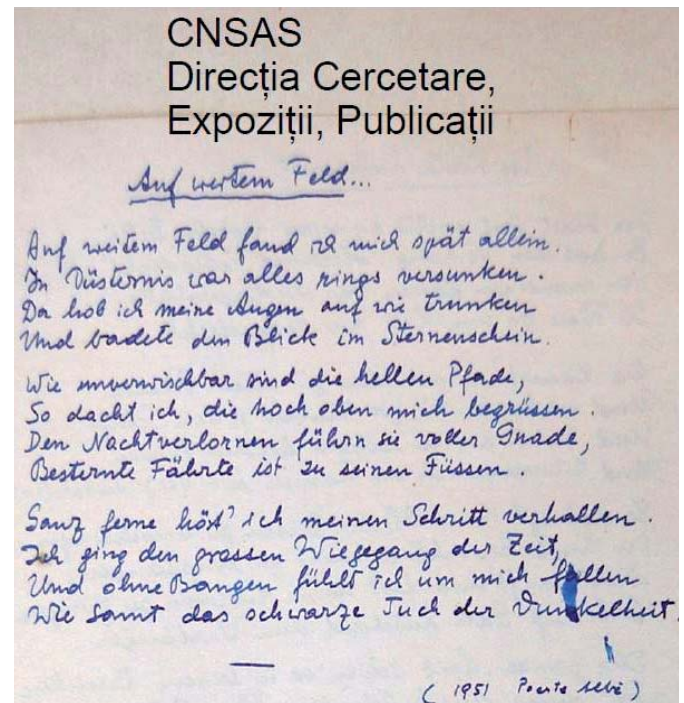 CNSAS
Direcția Cercetare,
Expoziții, Publicații
Auf weitem Feld...
Auf weitem Feld fand ich mich spät allein.
In Düsternis war alles rings versunken.
Da hob ich meine Augen auf wie trunken
Und badete den Blick im Sternenschein.
Wie unverwischbar sind die hellen Pfade,
So dacht ich, die hoch oben mich begrüssen.
Den Nachtverlornen führn sie voller Gnade,
Besternte Fährte ist zu seinen Füssen
Ganz ferne hört' ich meinen Schritt verhallen.
Ich ging den grossen Wiegegang der Zeit,
Und ohne Bangen fühlt ich um mich fallen
Wie Samt das schwarze Tuch der Dunkelheit.
(1951 Poarta